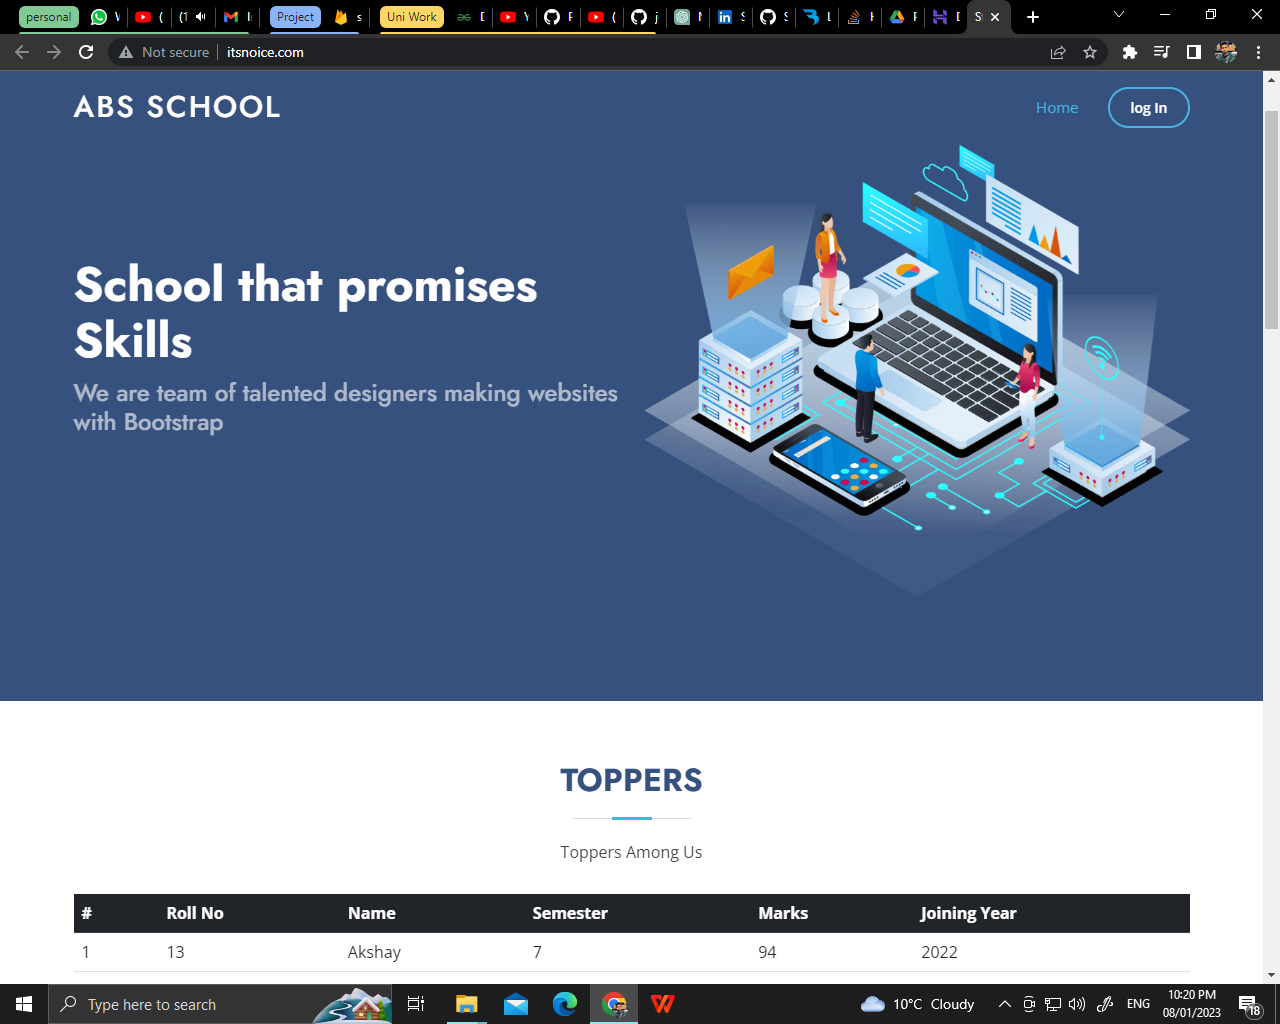 personal
Project
Uni Work
Not secure
itsnoice.com
ABS SCHOOL
Home
log In
School that promises
Skills
We are team of talented designers making websites
with Bootstrap
TOPPERS
Toppers Among Us
# Roll No Name Semester Marks Joining Year
1 13 Akshay 7 94 2022
Type here to search
10°C Cloudy
ENG
10:20 PM
08/01/2023
18